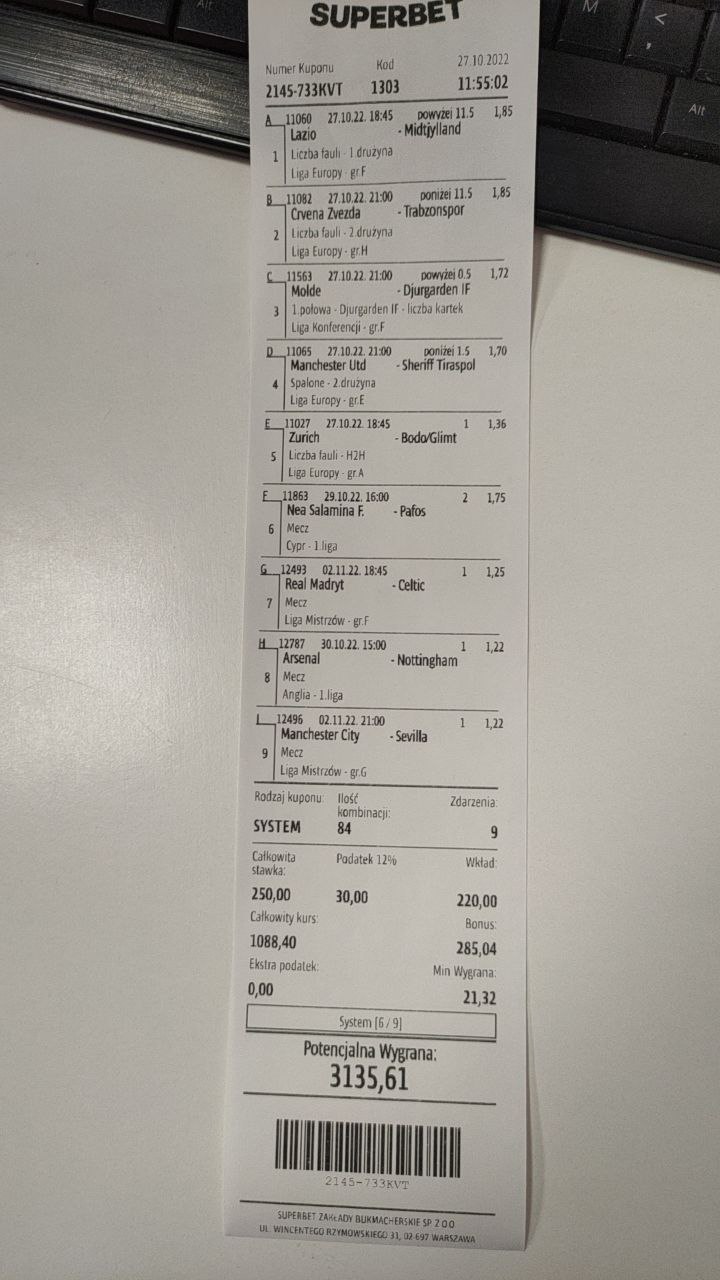 SUPERBET
Numer Kuponu Kod 27.10.2022
2145-733KVT 1303 11:55:02
A 11060 27.10.22. 18:45 powyżej 11.5 1,85
Lazio - Midtjylland
1 Liczba fauli - 1.drużyna
Liga Europy - gr.F
B 11082 27.10.22. 21:00 poniżej 11.5 1,85
Crvena Zvezda - Trabzonspor
2 Liczba fauli - 2.drużyna
Liga Europy - gr.H
C 11563 27.10.22. 21:00 powyżej 0.5 1,72
Molde - Djurgarden IF
3 1.połowa - Djurgarden IF - liczba kartek
Liga Konferencji - gr.F
D 11065 27.10.22. 21:00 poniżej 1.5 1,70
Manchester Utd - Sheriff Tiraspol
4 Spalone - 2.drużyna
Liga Europy - gr.E
E 11027 27.10.22. 18:45 1 1,36
Zurich - Bodo/Glimt
5 Liczba fauli - H2H
Liga Europy - gr.A
F 11863 29.10.22. 16:00 2 1,75
Nea Salamina F. - Pafos
6 Mecz
Cypr - 1.liga
G 12493 02.11.22. 18:45 1 1,25
Real Madryt - Celtic
7 Mecz
Liga Mistrzów - gr.F
H 12787 30.10.22. 15:00 1 1,22
Arsenal - Nottingham
8 Mecz
Anglia - 1.liga
I 12496 02.11.22. 21:00 1 1,22
Manchester City - Sevilla
9 Mecz
Liga Mistrzów - gr.G
Rodzaj kuponu: Ilość kombinacji: Zdarzenia:
SYSTEM 84 9
Całkowita stawka: Podatek 12% Wkład:
250,00 30,00 220,00
Całkowity kurs: Bonus:
1088,40 285,04
Ekstra podatek: Min Wygrana:
0,00 21,32
System [6 / 9]
Potencjalna Wygrana:
3135,61
2145-733KVT
SUPERBET ZAKŁADY BUKMACHERSKIE SP. Z O.O.
UL. WINCENTEGO RZYMOWSKIEGO 31, 02-697 WARSZAWA
Alt
M
<
,
Alt